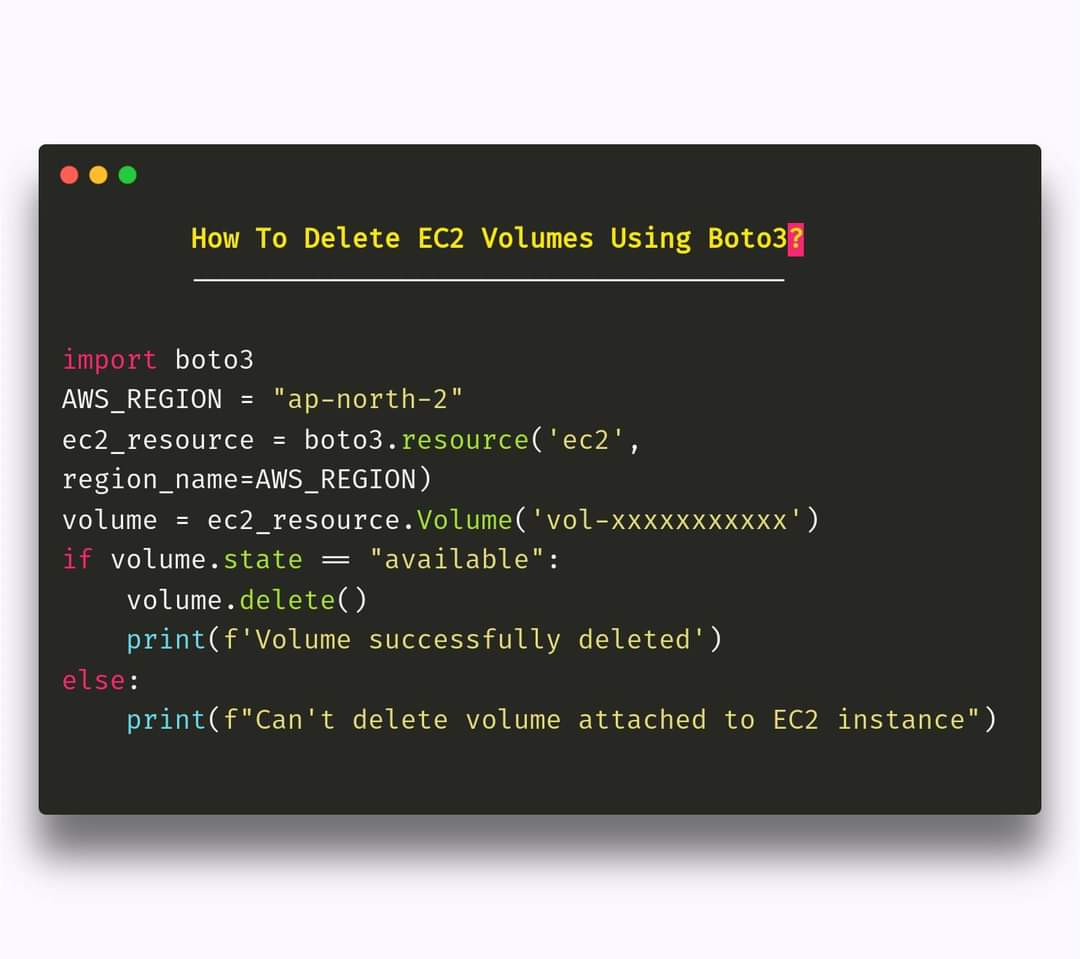 How To Delete EC2 Volumes Using Boto3?
import boto3
AWS_REGION = "ap-north-2"
ec2_resource = boto3.resource('ec2',
region_name=AWS_REGION)
volume = ec2_resource.Volume('vol-xxxxxxxxxxx')
if volume.state == "available":
    volume.delete()
    print(f'Volume successfully deleted')
else:
    print(f"Can't delete volume attached to EC2 instance")